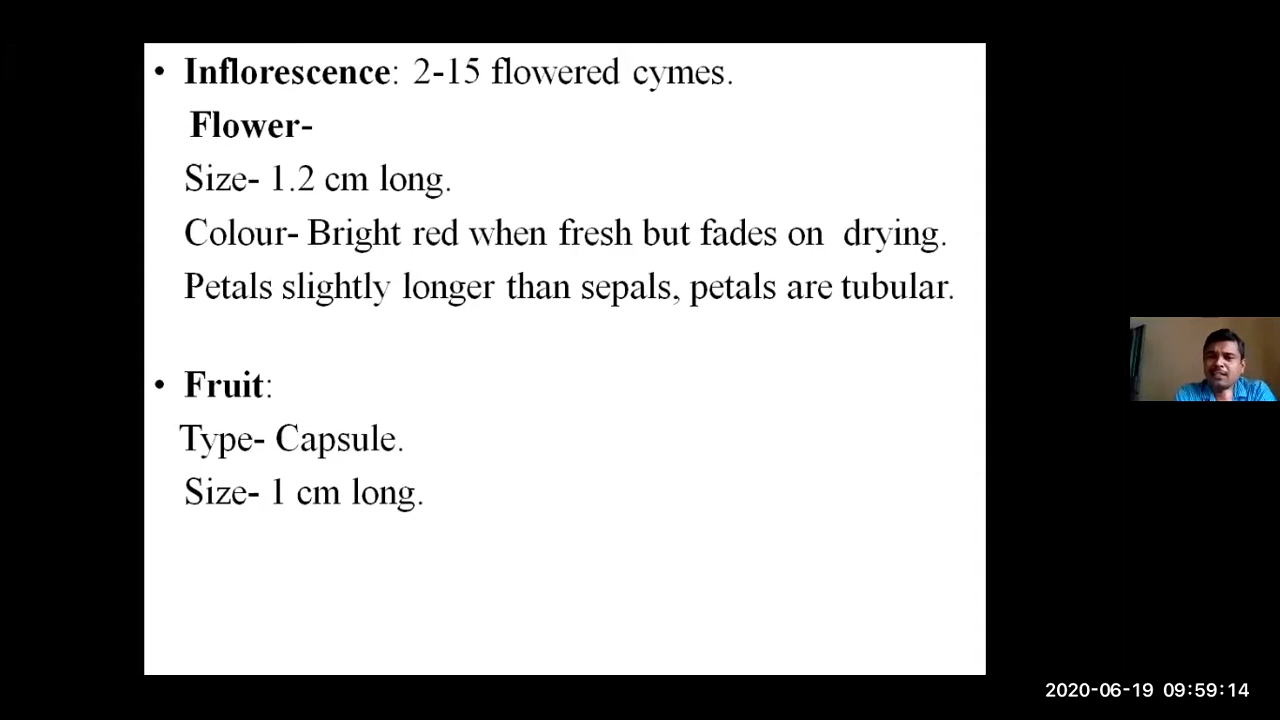 • Inflorescence: 2-15 flowered cymes.
Flower-
Size- 1.2 cm long.
Colour- Bright red when fresh but fades on drying.
Petals slightly longer than sepals, petals are tubular.
• Fruit:
Type- Capsule.
Size- 1 cm long.
2020-06-19 09:59:14